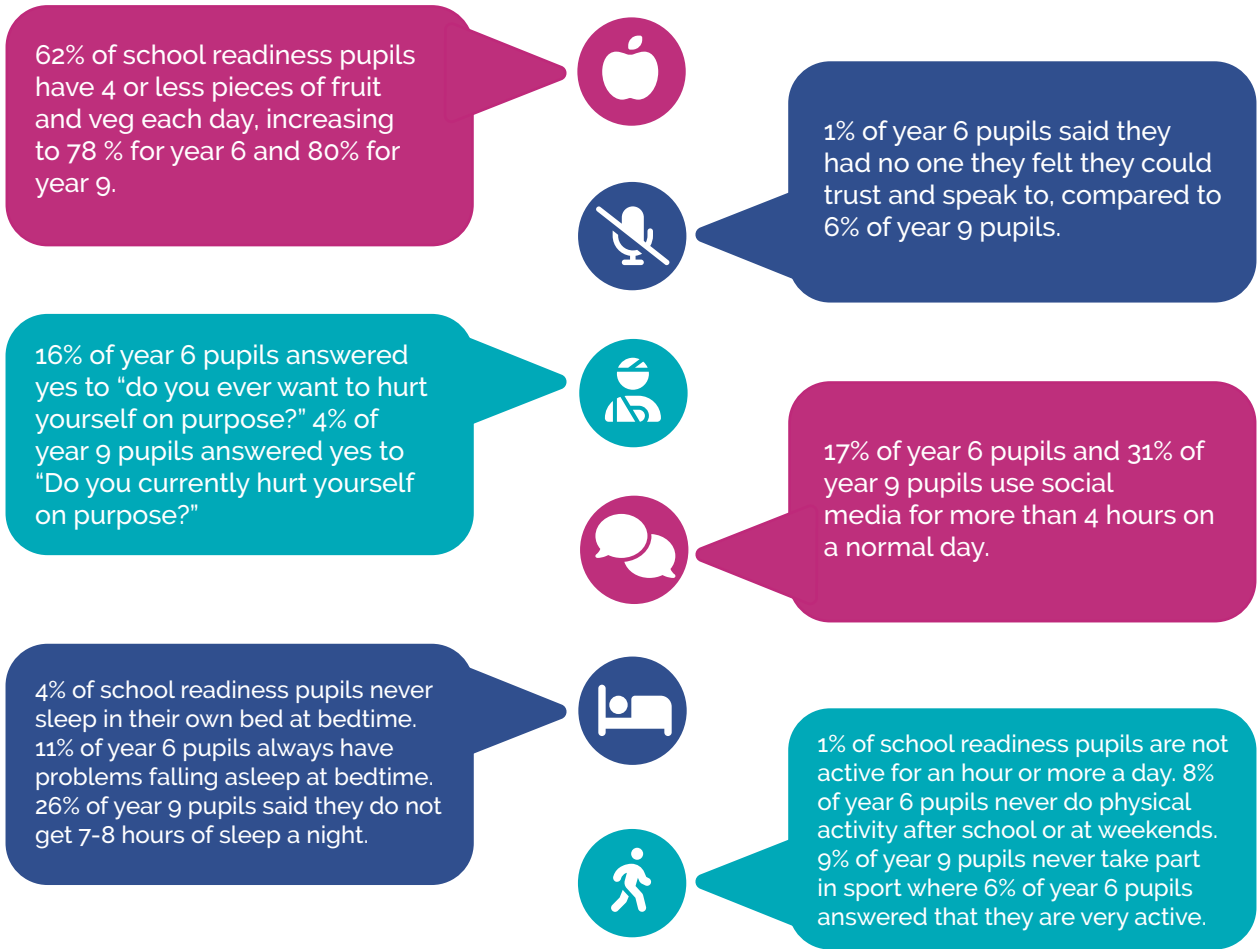 62% of school readiness pupils
have 4 or less pieces of fruit
and veg each day, increasing
to 78 % for year 6 and 80% for
year 9.
1% of year 6 pupils said they
had no one they felt they could
trust and speak to, compared to
6% of year 9 pupils.
16% of year 6 pupils answered
yes to “do you ever want to hurt
yourself on purpose?” 4% of
year 9 pupils answered yes to
“Do you currently hurt yourself
on purpose?”
17% of year 6 pupils and 31% of
year 9 pupils use social
media for more than 4 hours on
a normal day.
4% of school readiness pupils never
sleep in their own bed at bedtime.
11% of year 6 pupils always have
problems falling asleep at bedtime.
26% of year 9 pupils said they do not
get 7-8 hours of sleep a night.
1% of school readiness pupils are not
active for an hour or more a day. 8%
of year 6 pupils never do physical
activity after school or at weekends.
9% of year 9 pupils never take part
in sport where 6% of year 6 pupils
answered that they are very active.